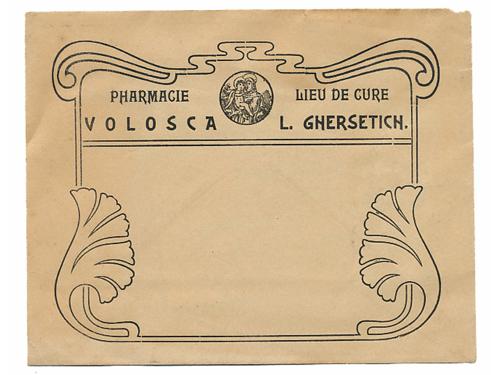 PHARMACIE LIEU DE CURE
VOLOSCA L. GHERSETICH.